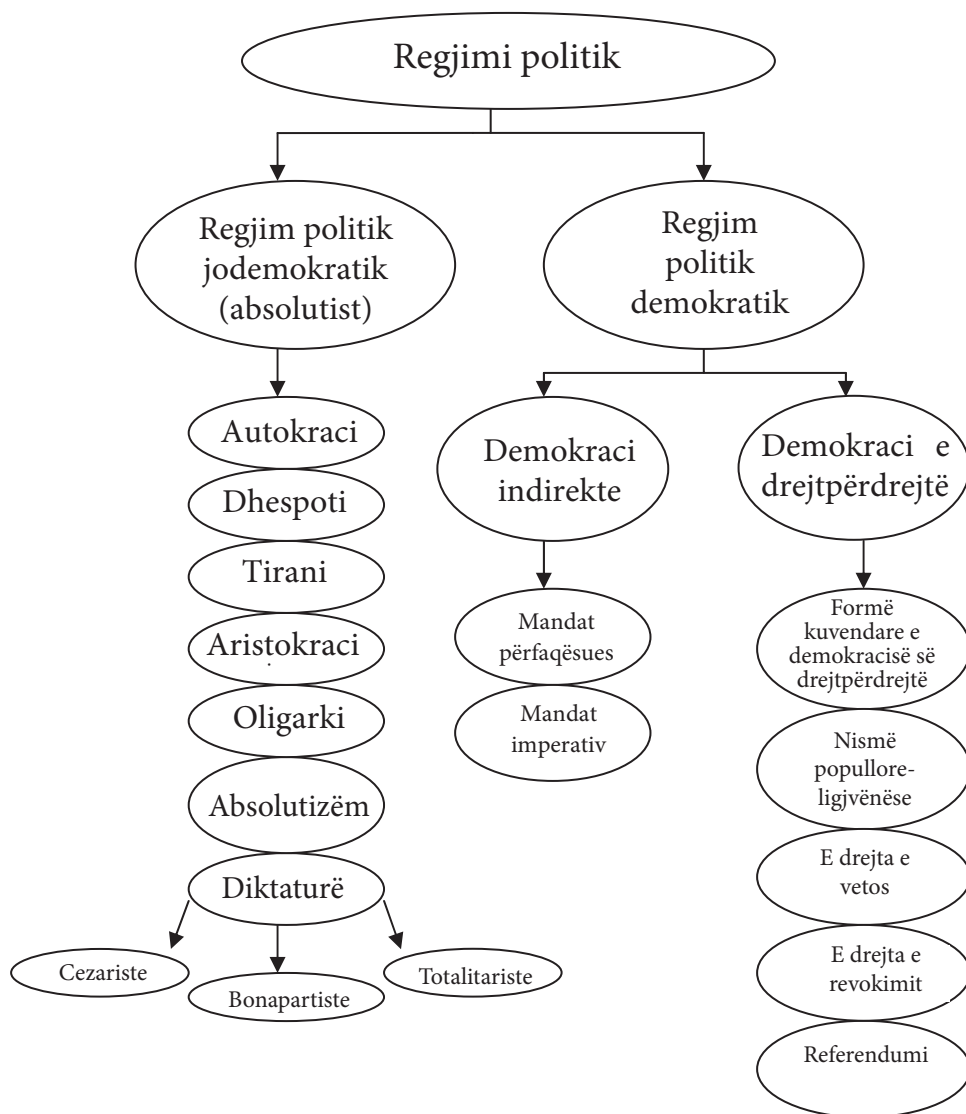 Regjimi politik
Regjim politik
jodemokratik
(absolutist)
Regjim
politik
demokratik
Autokraci
Dhespoti
Tirani
Aristokraci
Oligarki
Absolutizëm
Diktaturë
Cezariste
Bonapartiste
Totalitariste
Demokraci
indirekte
Mandat
përfaqësues
Mandat
imperativ
Demokraci e
drejtpërdrejtë
Formë
kuvendare e
demokracisë së
drejtpërdrejtë
Nismë
popullore-
ligjvënëse
E drejta e
vetos
E drejta e
revokimit
Referendumi